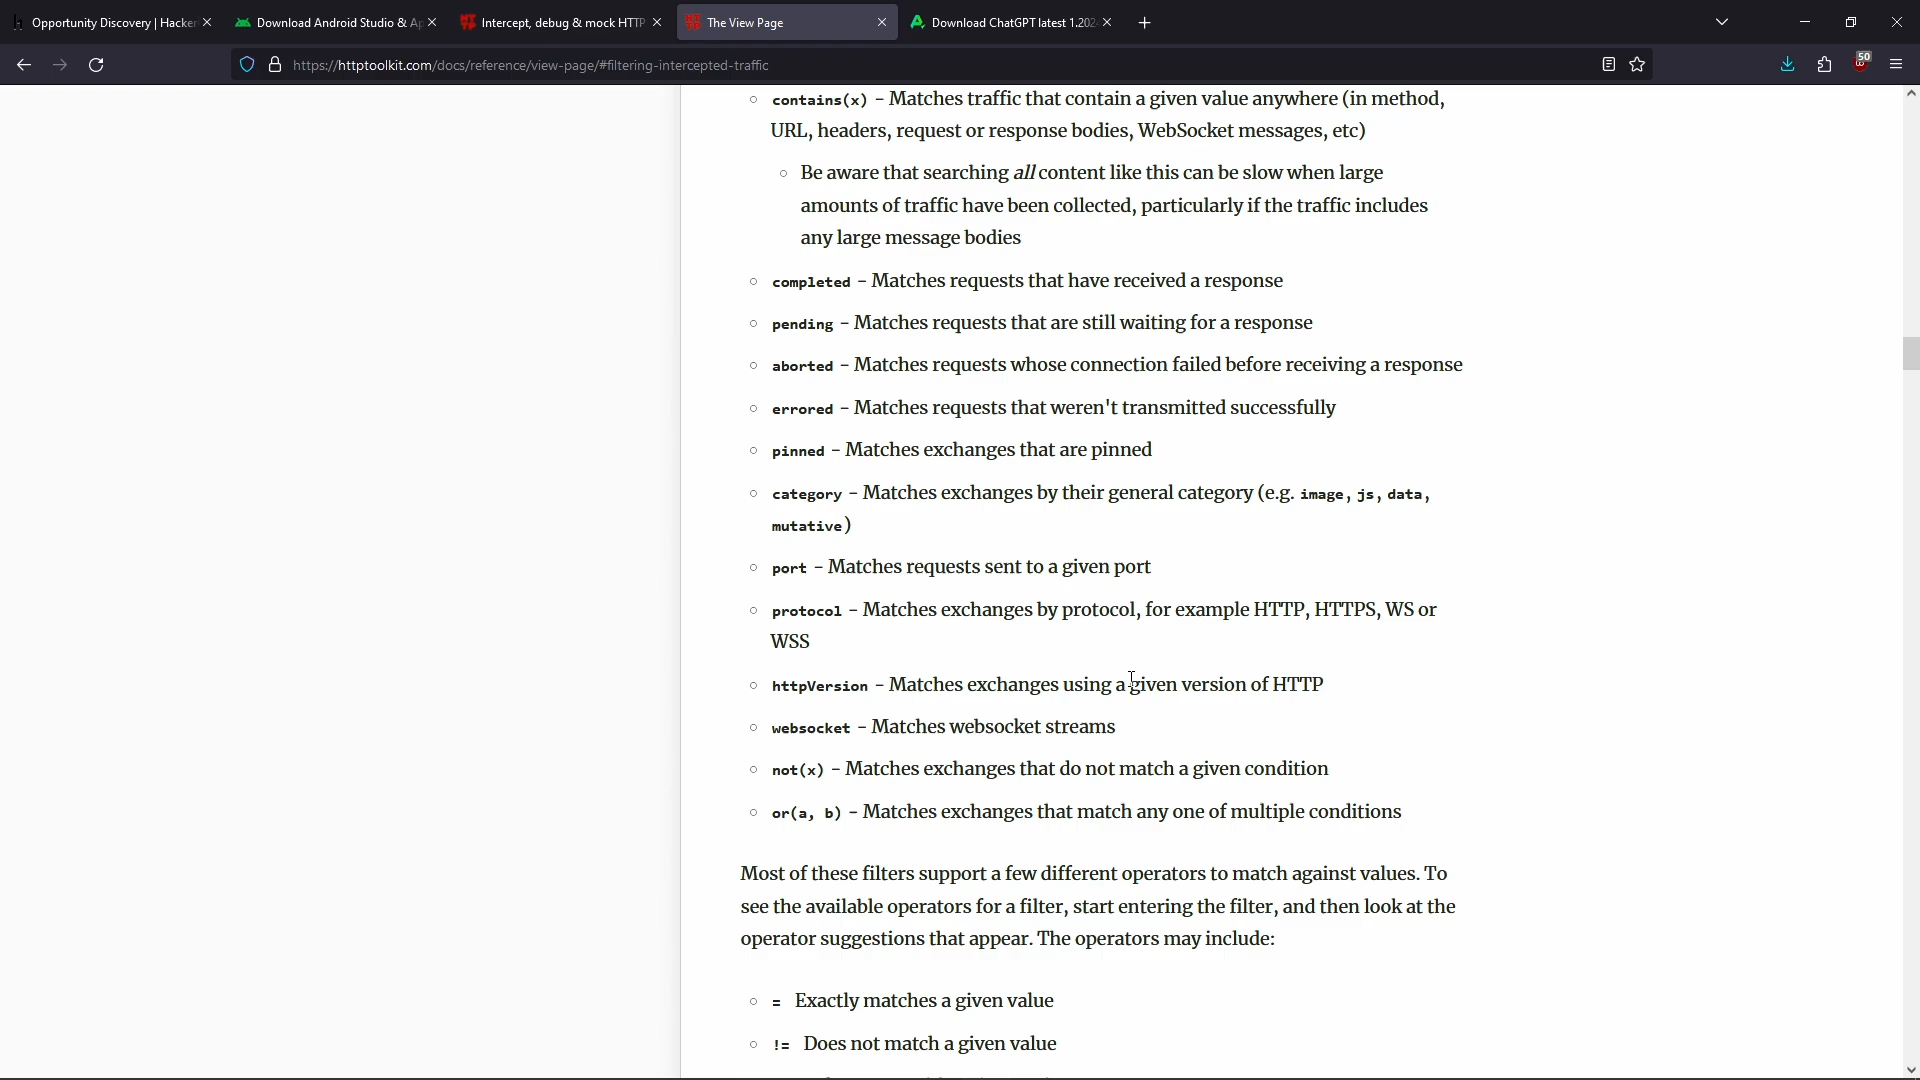 Opportunity Discovery | Hacker
Download Android Studio & Ap
Intercept, debug & mock HTTP
The View Page
Download ChatGPT latest 1.202
https://httptoolkit.com/docs/reference/view-page/#filtering-intercepted-traffic
50
contains(x) - Matches traffic that contain a given value anywhere (in method,
URL, headers, request or response bodies, WebSocket messages, etc)
Be aware that searching all content like this can be slow when large
amounts of traffic have been collected, particularly if the traffic includes
any large message bodies
completed - Matches requests that have received a response
pending - Matches requests that are still waiting for a response
aborted - Matches requests whose connection failed before receiving a response
errored - Matches requests that weren't transmitted successfully
pinned - Matches exchanges that are pinned
category - Matches exchanges by their general category (e.g. image, js, data,
mutative)
port - Matches requests sent to a given port
protocol - Matches exchanges by protocol, for example HTTP, HTTPS, WS or
WSS
httpVersion - Matches exchanges using a given version of HTTP
websocket - Matches websocket streams
not(x) - Matches exchanges that do not match a given condition
or(a, b) - Matches exchanges that match any one of multiple conditions
Most of these filters support a few different operators to match against values. To
see the available operators for a filter, start entering the filter, and then look at the
operator suggestions that appear. The operators may include:
= Exactly matches a given value
!= Does not match a given value